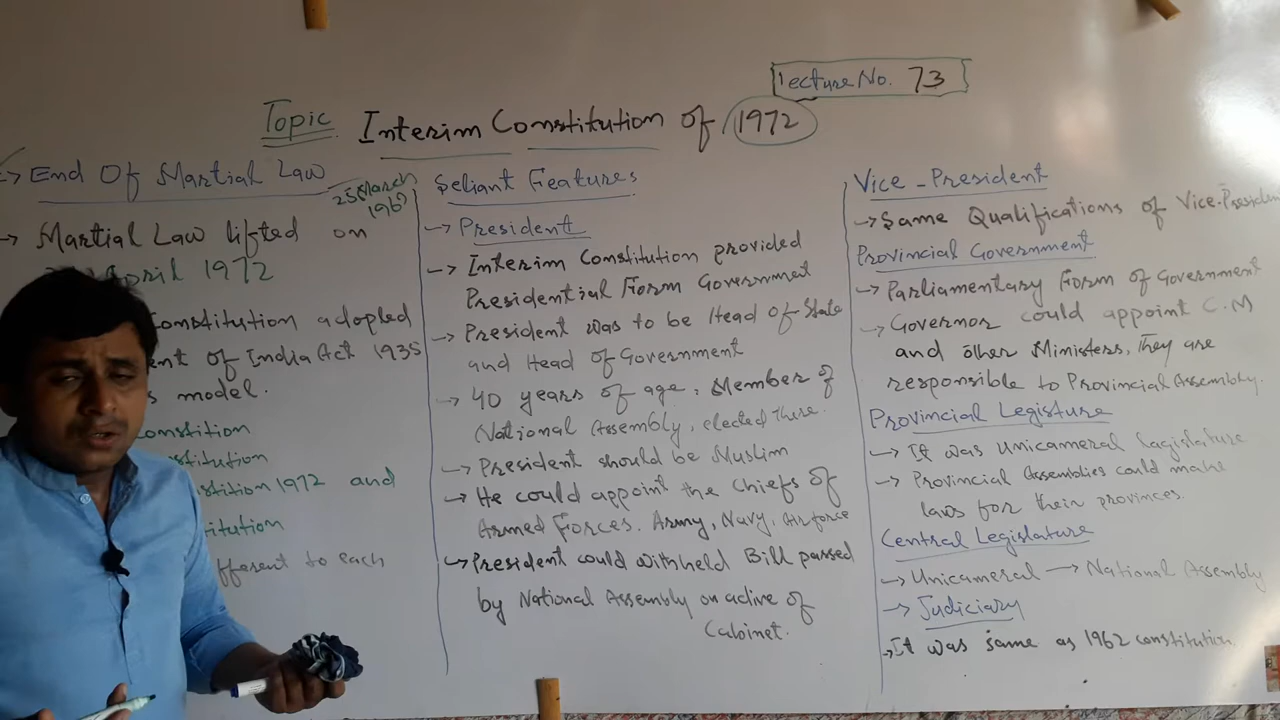 Lecture No. 73
Topic Interim Constitution of 1972
-> End Of Martial Law
25 March
1969
-> Martial Law lifted on
April 1972
Constitution adopted
ent of India Act 1935
s model.
Constition
stitution
stition 1972 and
titution
fferent to each
Seliant Features
-> President
-> Interim Constitution provided
Presidential Form Government
-> President was to be Head of State
and Head of Government
-> 40 years of age, Member of
National Assembly, elected there.
-> President should be Muslim
-> He could appoint the Chiefs of
Armed Forces. Army, Navy, Airforce
-> President could withheld Bill passed
by National Assembly on advice of
Cabinet.
Vice-President
-> Same Qualifications of Vice-Presiden
Provincial Government
-> Parliamentary Form of Government
-> Governor could appoint C.M
and other Ministers, They are
responsible to Provincial Assembly.
Provincial Legisture
-> It was unicameral Lagislature
-> Provincial Assemblies could make
laws for their provinces.
Central Legislature
-> Unicameral -> National Assembly
-> Judiciary
-> It was same as 1962 constitution